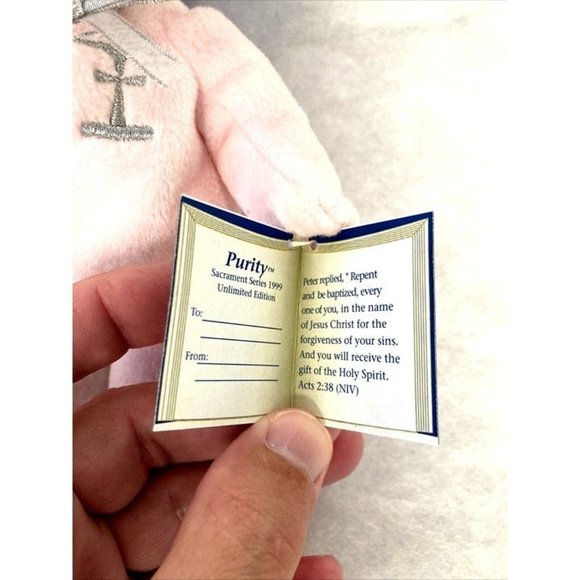 Purity™
Sacrament Series 1999
Unlimited Edition
To:
From:
Peter replied, " Repent
and be baptized, every
one of you, in the name
of Jesus Christ for the
forgiveness of your sins.
And you will receive the
gift of the Holy Spirit.
Acts 2:38 (NIV)